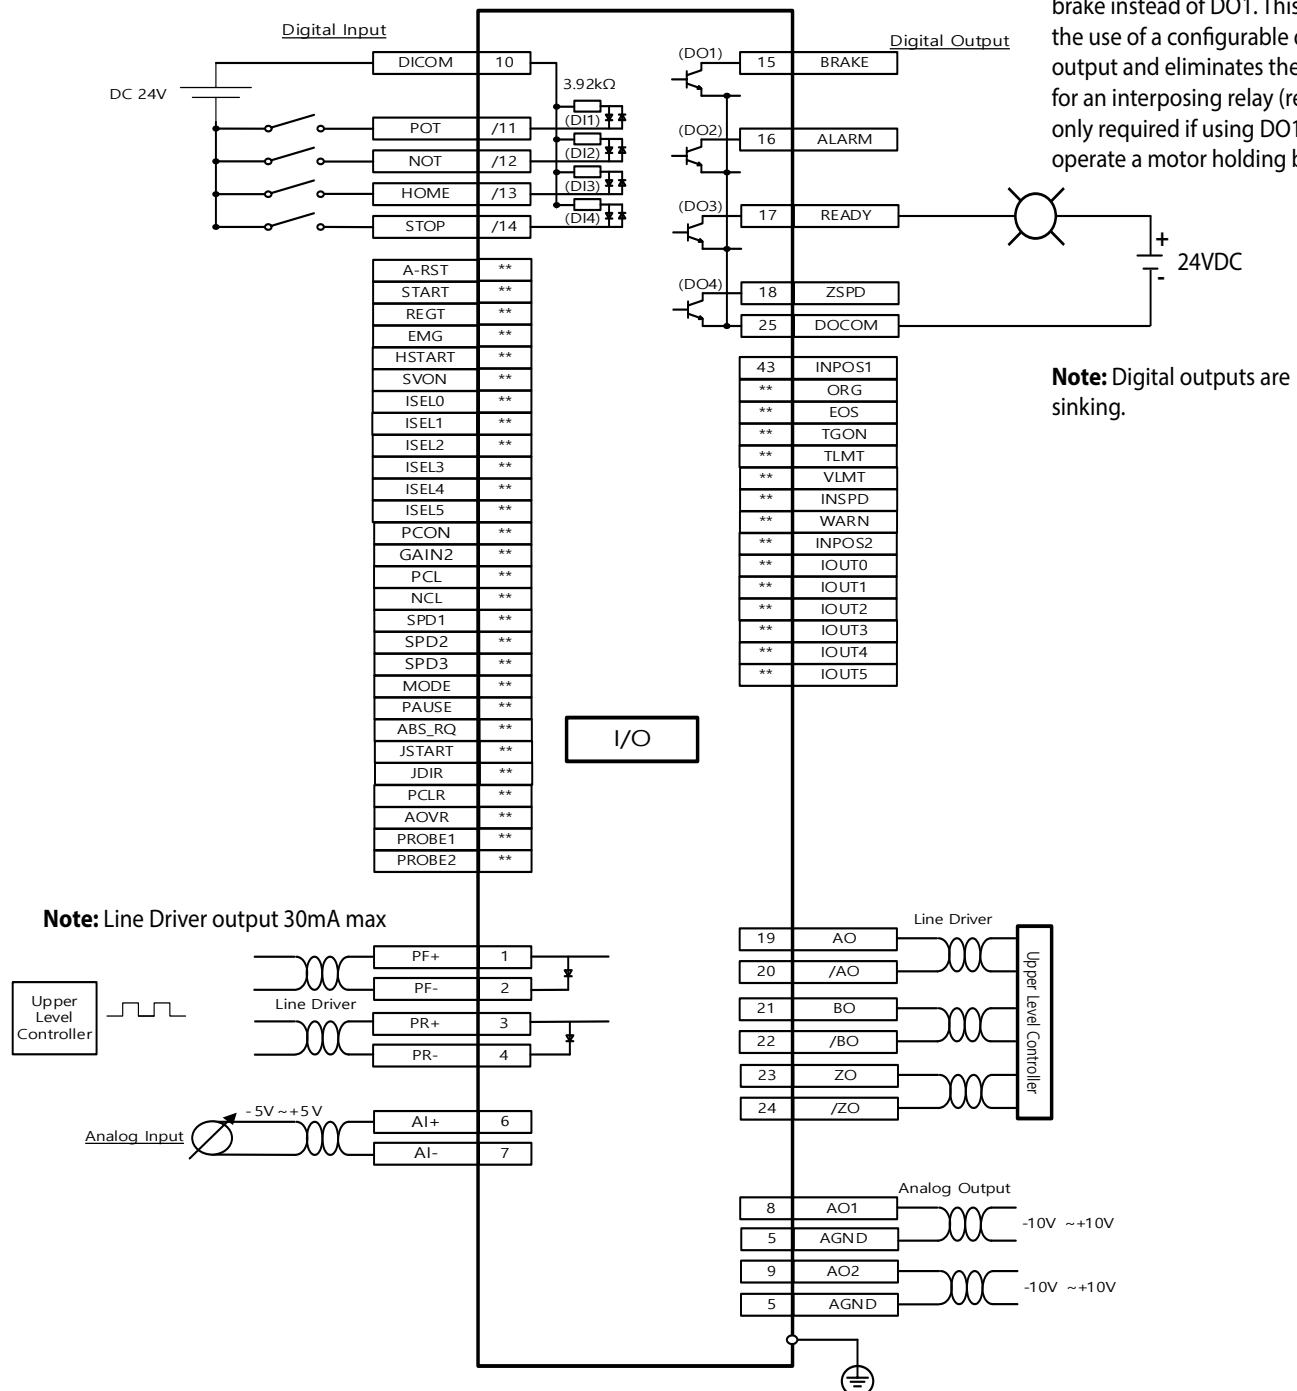 brake instead of DO1. This
the use of a configurable
output and eliminates the
for an interposing relay (re
only required if using DO1
operate a motor holding b
Digital Input
Digital Output
DC 24V
DICOM 10
3.92kΩ
POT /11 (DI1)
NOT /12 (DI2)
HOME /13 (DI3)
STOP /14 (DI4)
(DO1) 15 BRAKE
(DO2) 16 ALARM
(DO3) 17 READY
(DO4) 18 ZSPD
25 DOCOM
+
24VDC
-
Note: Digital outputs are
sinking.
A-RST **
START **
REGT **
EMG **
HSTART **
SVON **
ISEL0 **
ISEL1 **
ISEL2 **
ISEL3 **
ISEL4 **
ISEL5 **
PCON **
GAIN2 **
PCL **
NCL **
SPD1 **
SPD2 **
SPD3 **
MODE **
PAUSE **
ABS_RQ **
JSTART **
JDIR **
PCLR **
AOVR **
PROBE1 **
PROBE2 **
43 INPOS1
** ORG
** EOS
** TGON
** TLMT
** VLMT
** INSPD
** WARN
** INPOS2
** IOUT0
** IOUT1
** IOUT2
** IOUT3
** IOUT4
** IOUT5
I/O
Note: Line Driver output 30mA max
Upper
Level
Controller
PF+ 1
PF- 2
Line Driver
PR+ 3
PR- 4
Analog Input
-5V~+5V
AI+ 6
AI- 7
Line Driver
19 AO
20 /AO
21 BO
22 /BO
23 ZO
24 /ZO
Upper Level Controller
Analog Output
8 AO1
5 AGND
-10V ~+10V
9 AO2
5 AGND
-10V ~+10V